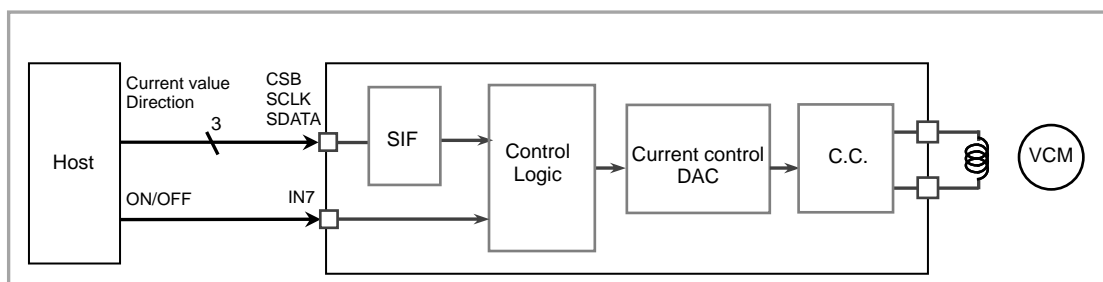 Current value
Direction
CSB
SCLK
SDATA
3
Host
SIF
Control
Logic
Current control
DAC
C.C.
VCM
ON/OFF
IN7